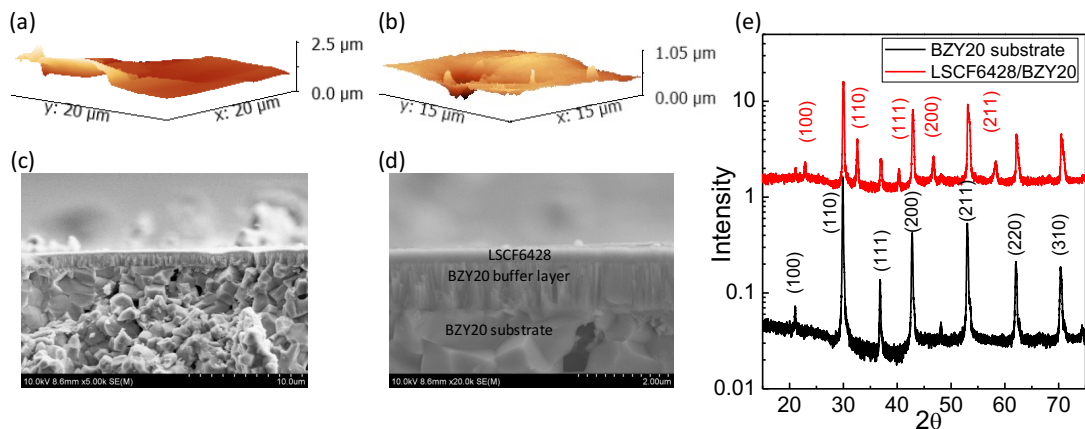 (a)
2.5 µm
0.0 µm
y: 20 µm
x: 20 µm
(b)
1.05 µm
0.00 µm
y: 15 µm
x: 15 µm
(c)
10.0kV 8.6mm x5.00k SE(M)
10.0um
(d)
LSCF6428
BZY20 buffer layer
BZY20 substrate
10.0kV 8.6mm x20.0k SE(M)
2.00um
(e)
BZY20 substrate
LSCF6428/BZY20
Intensity
10
1
0.1
0.01
(100)
(110)
(111)
(200)
(211)
(100)
(110)
(111)
(200)
(211)
(220)
(310)
20
30
40
50
60
70
2θ